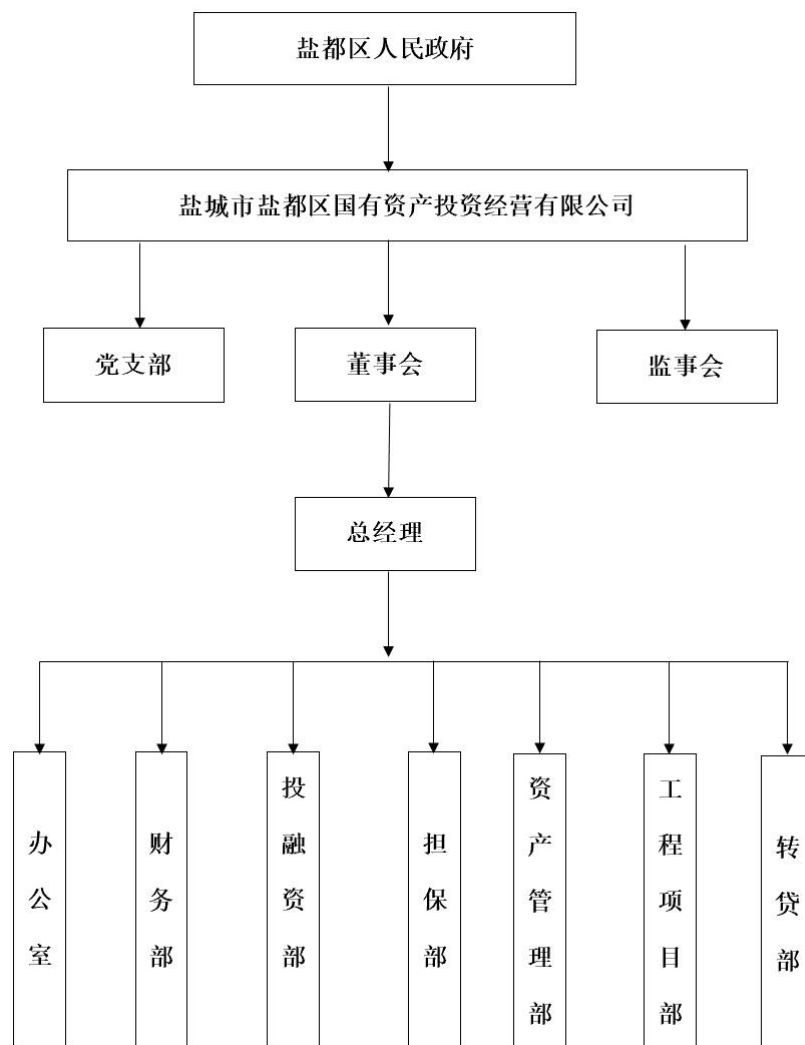 盐都区人民政府
盐城市盐都区国有资产投资经营有限公司
党支部
董事会
监事会
总经理
办公室
财务部
投融资部
担保部
资产管理部
工程项目部
转贷部